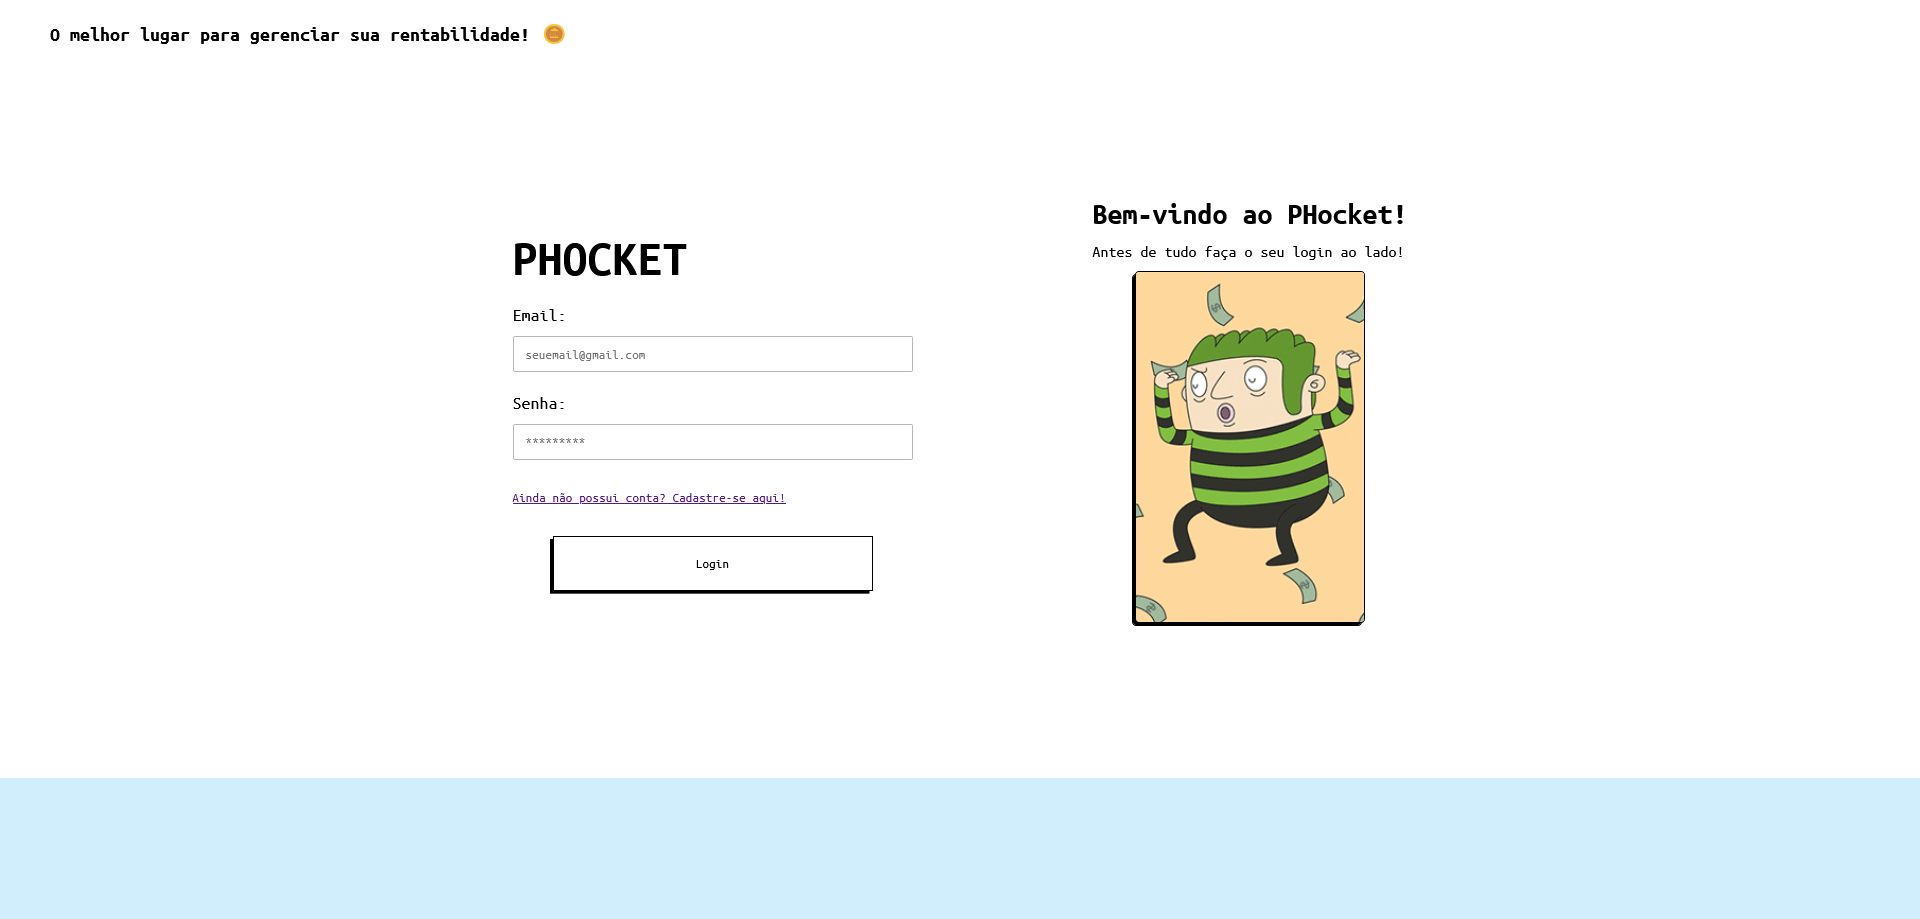 O melhor lugar para gerenciar sua rentabilidade!
PHOCKET
Email:
seuemail@gmail.com
Senha:
*********
Ainda não possui conta? Cadastre-se aqui!
Login
Bem-vindo ao PHocket!
Antes de tudo faça o seu login ao lado!